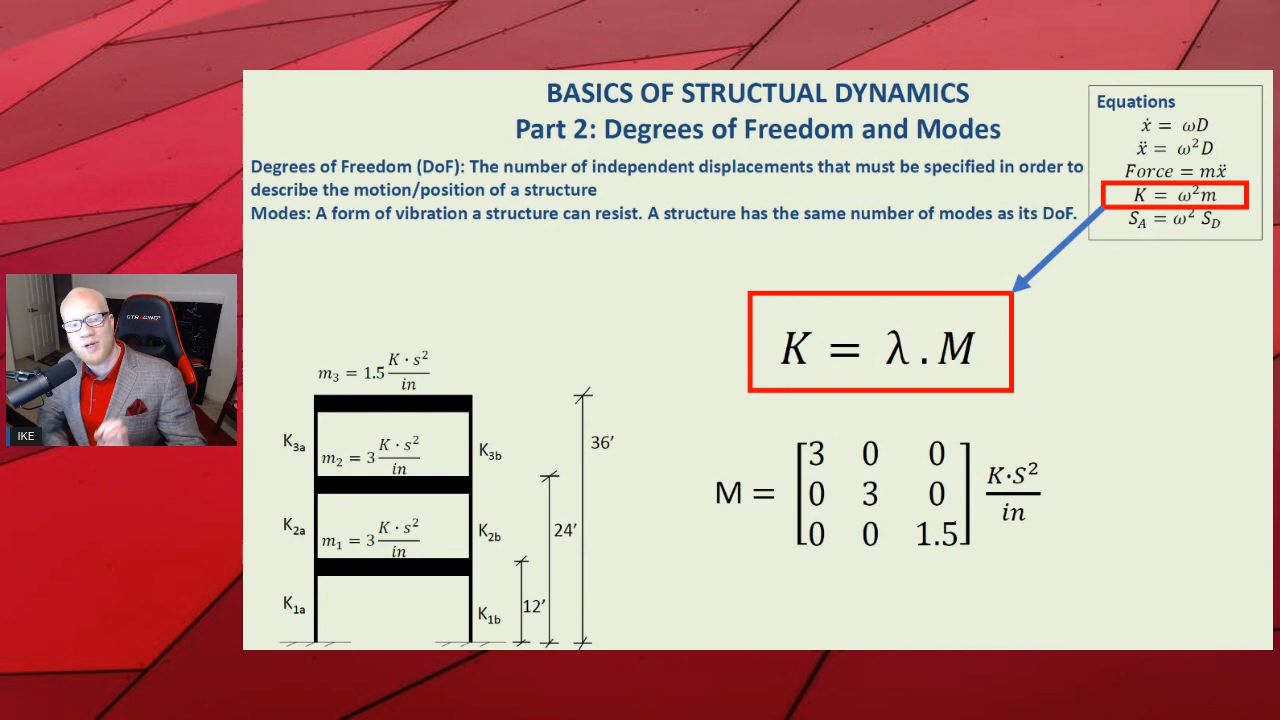 BASICS OF STRUCTUAL DYNAMICS
Part 2: Degrees of Freedom and Modes
Degrees of Freedom (DoF): The number of independent displacements that must be specified in order to
describe the motion/position of a structure
Modes: A form of vibration a structure can resist. A structure has the same number of modes as its DoF.
Equations
ẋ = ωD
ẍ = ω²D
Force = mẍ
K = ω²m
S_A = ω² S_D
K = λ . M
M = [3 0 0
0 3 0
0 0 1.5] K·S²/in
m₃ = 1.5 K·s²/in
K₃ₐ
m₂ = 3 K·s²/in
K₃b
36′
K₂ₐ
m₁ = 3 K·s²/in
K₂b
24′
K₁ₐ
K₁b
12′
IKE